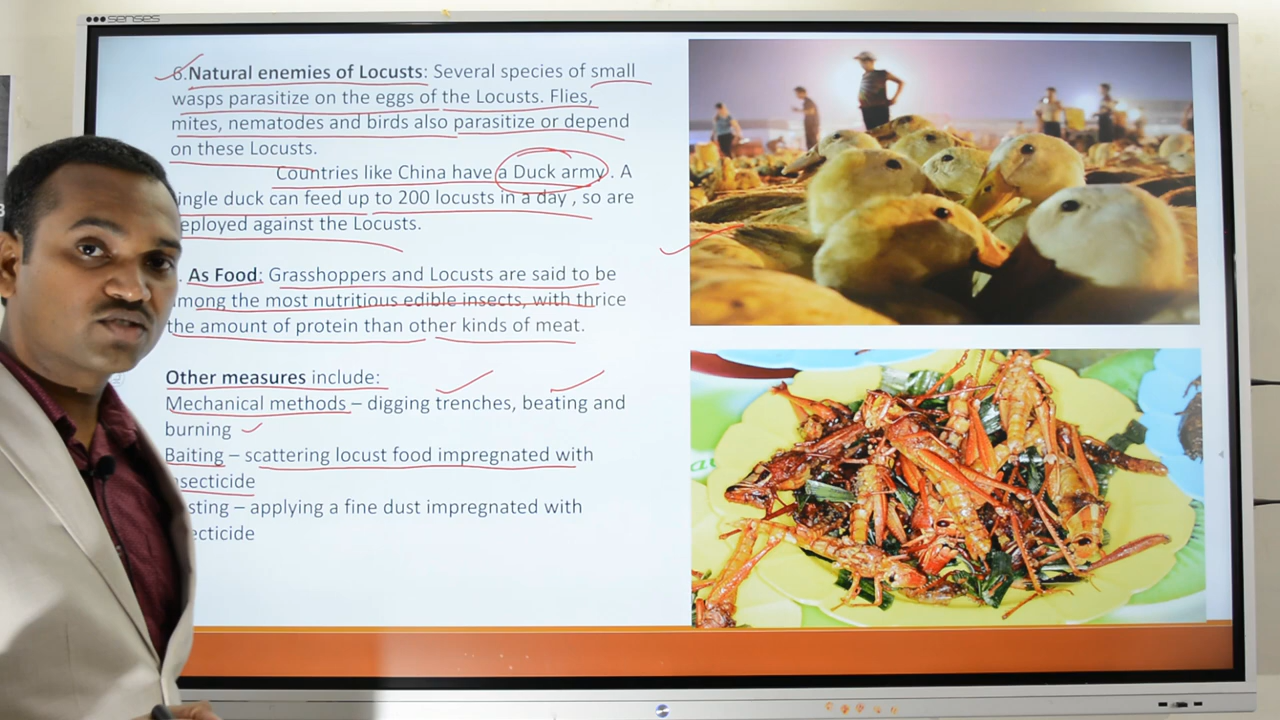 senses
6.Natural enemies of Locusts: Several species of small
wasps parasitize on the eggs of the Locusts. Flies,
mites, nematodes and birds also parasitize or depend
on these Locusts.
Countries like China have a Duck army . A
ingle duck can feed up to 200 locusts in a day , so are
eployed against the Locusts.
As Food: Grasshoppers and Locusts are said to be
mong the most nutritious edible insects, with thrice
the amount of protein than other kinds of meat.
Other measures include:
Mechanical methods – digging trenches, beating and
burning
Baiting – scattering locust food impregnated with
nsecticide
sting – applying a fine dust impregnated with
ecticide